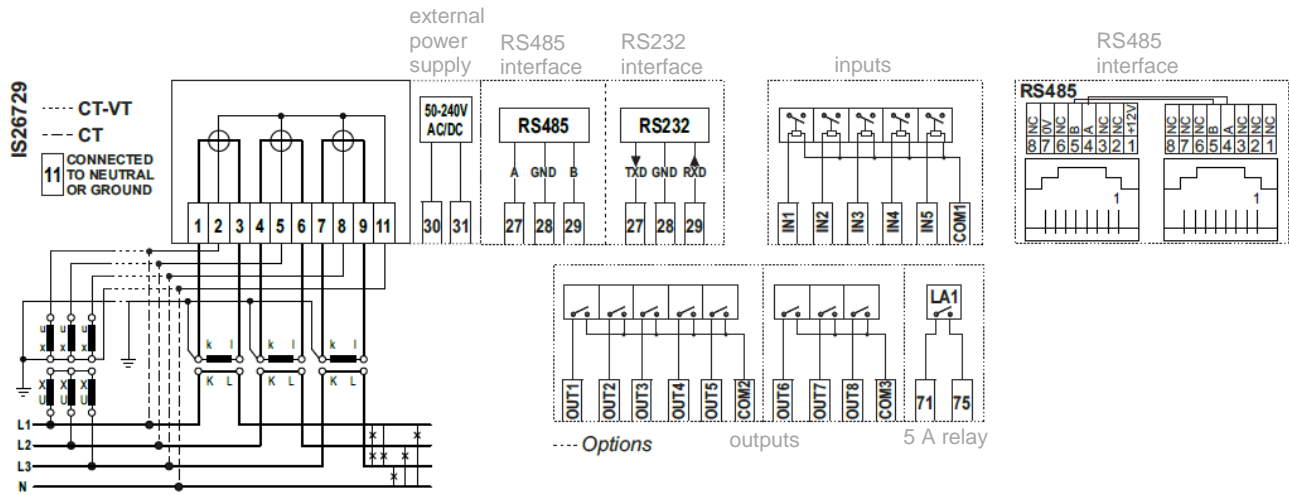 external
power
supply
RS485
interface
RS232
interface
inputs
RS485
interface
IS26729
CT-VT
CT
11 CONNECTED
TO NEUTRAL
OR GROUND
50-240V
AC/DC
RS485
A GND B
RS232
TXD GND RXD
RS485
NC 0V NC B A NC NC +12V
8 7 6 5 4 3 2 1
NC NC NC B A NC NC NC
8 7 6 5 4 3 2 1
1
1
1 2 3 4 5 6 7 8 9 11
30 31
27 28 29
27 28 29
IN1 IN2 IN3 IN4 IN5 COM1
LA1
u u u
x x x
k l k l k l
K L K L K L
X X X
U U U
OUT1 OUT2 OUT3 OUT4 OUT5 COM2
OUT6 OUT7 OUT8 COM3
71 75
L1
L2
L3
N
Options
outputs
5 A relay